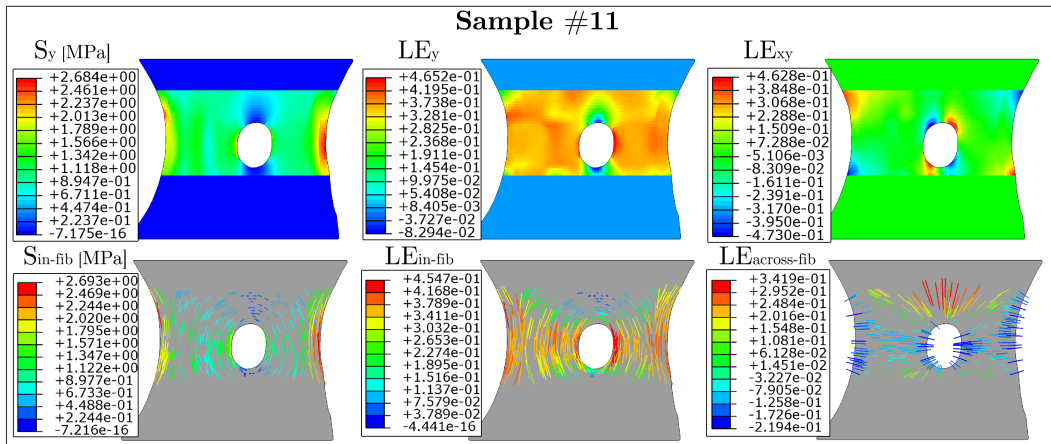 Sample #11
S_y [MPa]
+2.684e+00
+2.461e+00
+2.237e+00
+2.013e+00
+1.789e+00
+1.566e+00
+1.342e+00
+1.118e+00
+8.947e-01
+6.711e-01
+4.474e-01
+2.237e-01
-7.175e-16
LE_y
+4.652e-01
+4.195e-01
+3.738e-01
+3.281e-01
+2.825e-01
+2.368e-01
+1.911e-01
+1.454e-01
+9.975e-02
+5.408e-02
+8.405e-03
-3.727e-02
-8.294e-02
LE_xy
+4.628e-01
+3.848e-01
+3.068e-01
+2.288e-01
+1.509e-01
+7.288e-02
-5.106e-03
-8.309e-02
-1.611e-01
-2.391e-01
-3.170e-01
-3.950e-01
-4.730e-01
S_in-fib [MPa]
+2.693e+00
+2.469e+00
+2.244e+00
+2.020e+00
+1.795e+00
+1.571e+00
+1.347e+00
+1.122e+00
+8.977e-01
+6.733e-01
+4.488e-01
+2.244e-01
-7.216e-16
LE_in-fib
+4.547e-01
+4.168e-01
+3.789e-01
+3.411e-01
+3.032e-01
+2.653e-01
+2.274e-01
+1.895e-01
+1.516e-01
+1.137e-01
+7.579e-02
+3.789e-02
-4.441e-16
LE_across-fib
+3.419e-01
+2.952e-01
+2.484e-01
+2.016e-01
+1.548e-01
+1.081e-01
+6.128e-02
+1.451e-02
-3.227e-02
-7.905e-02
-1.258e-01
-1.726e-01
-2.194e-01